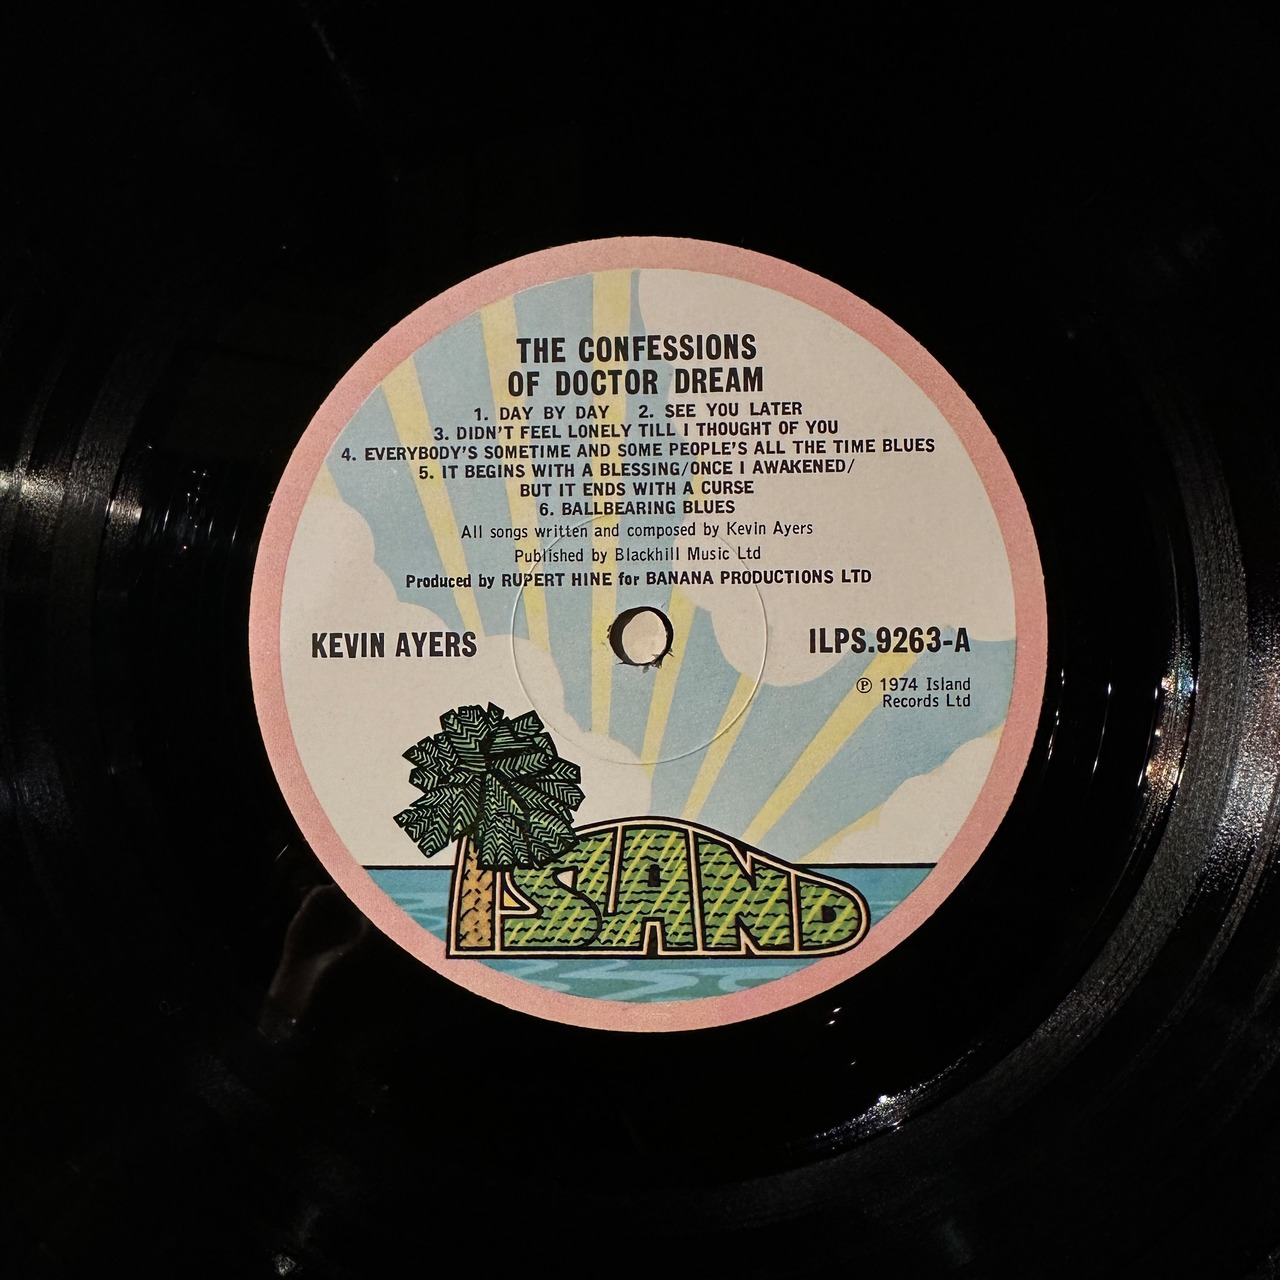 THE CONFESSIONS
OF DOCTOR DREAM
1. DAY BY DAY 2. SEE YOU LATER
3. DIDN'T FEEL LONELY TILL I THOUGHT OF YOU
4. EVERYBODY'S SOMETIME AND SOME PEOPLE'S ALL THE TIME BLUES
5. IT BEGINS WITH A BLESSING/ONCE I AWAKENED/
BUT IT ENDS WITH A CURSE
6. BALLBEARING BLUES
All songs written and composed by Kevin Ayers
Published by Blackhill Music Ltd
Produced by RUPERT HINE for BANANA PRODUCTIONS LTD
KEVIN AYERS
ILPS.9263-A
℗ 1974 Island
Records Ltd
ISLAND